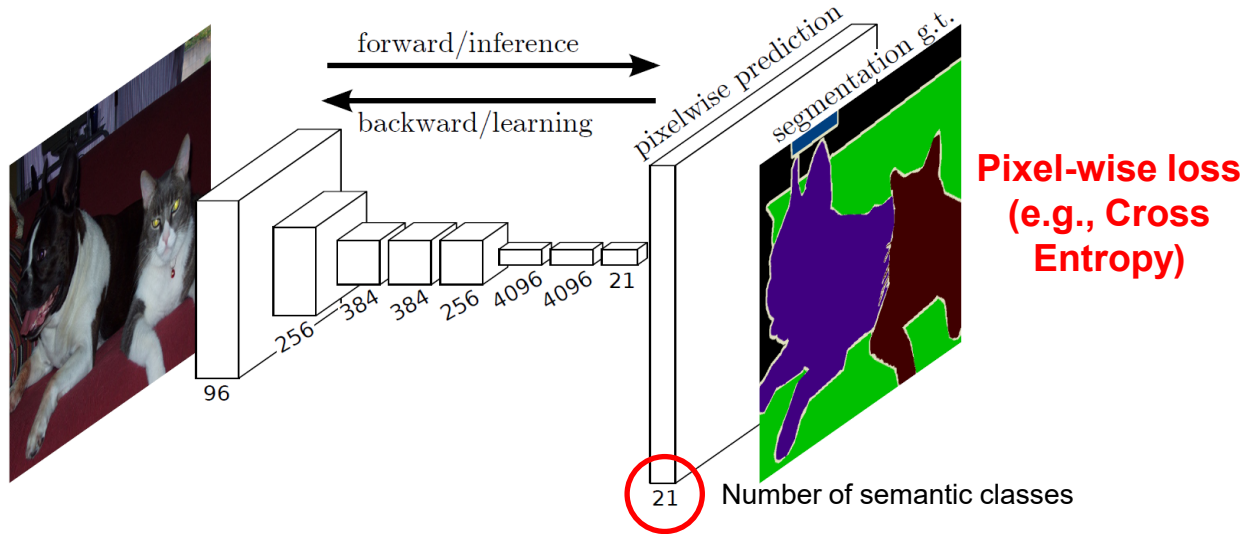 forward/inference
backward/learning
pixelwise prediction
segmentation g.t.
Pixel-wise loss
(e.g., Cross
Entropy)
96
256
384
384
256
4096
4096
21
21
Number of semantic classes